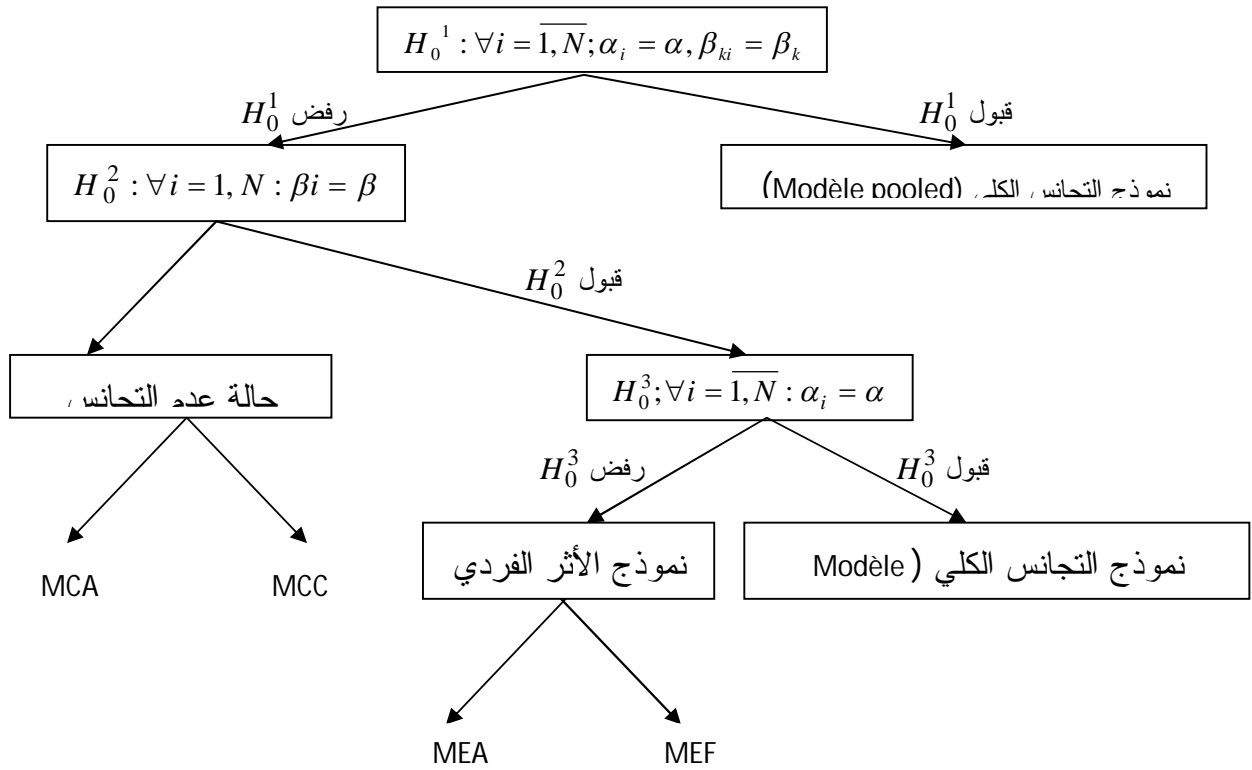 H₀¹ : ∀i = \overline{1, N}; αᵢ = α, βₖᵢ = βₖ
رفض H₀¹
قبول H₀¹
H₀² : ∀i = 1, N : βi = β
نموذج التجانس الكلي (Modèle pooled)
قبول H₀²
حالة عدم التجانس
H₀³; ∀i = \overline{1, N} : αᵢ = α
رفض H₀³
قبول H₀³
نموذج الأثر الفردي
نموذج التجانس الكلي (Modèle
MCA
MCC
MEA
MEF